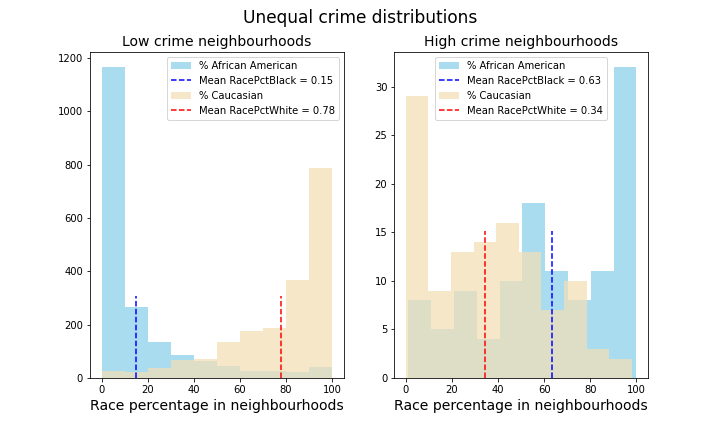 Unequal crime distributions
Low crime neighbourhoods
% African American
Mean RacePctBlack = 0.15
% Caucasian
Mean RacePctWhite = 0.78
1200
1000
800
600
400
200
0
0 20 40 60 80 100
Race percentage in neighbourhoods
High crime neighbourhoods
% African American
Mean RacePctBlack = 0.63
% Caucasian
Mean RacePctWhite = 0.34
30
25
20
15
10
5
0
0 20 40 60 80 100
Race percentage in neighbourhoods